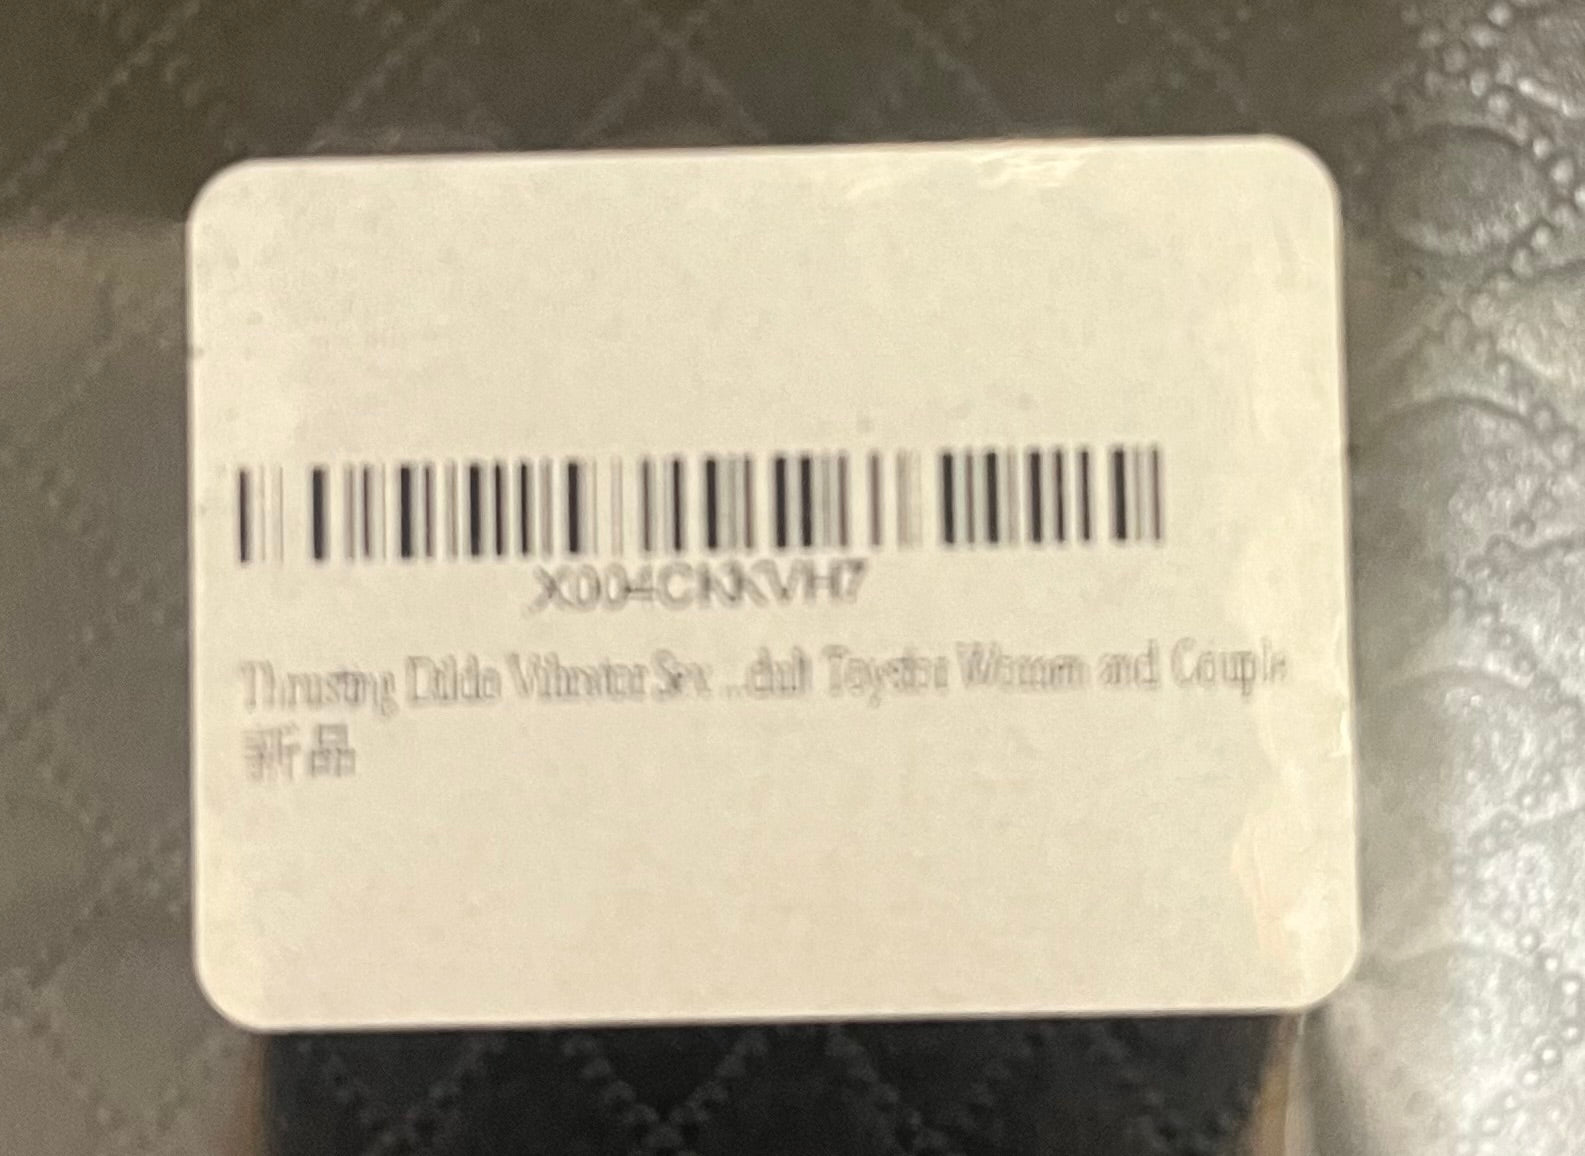 X004CKKVH7
Thrusting Dildo Vibrator Sex ...dult Toys for Women and Couple
新品